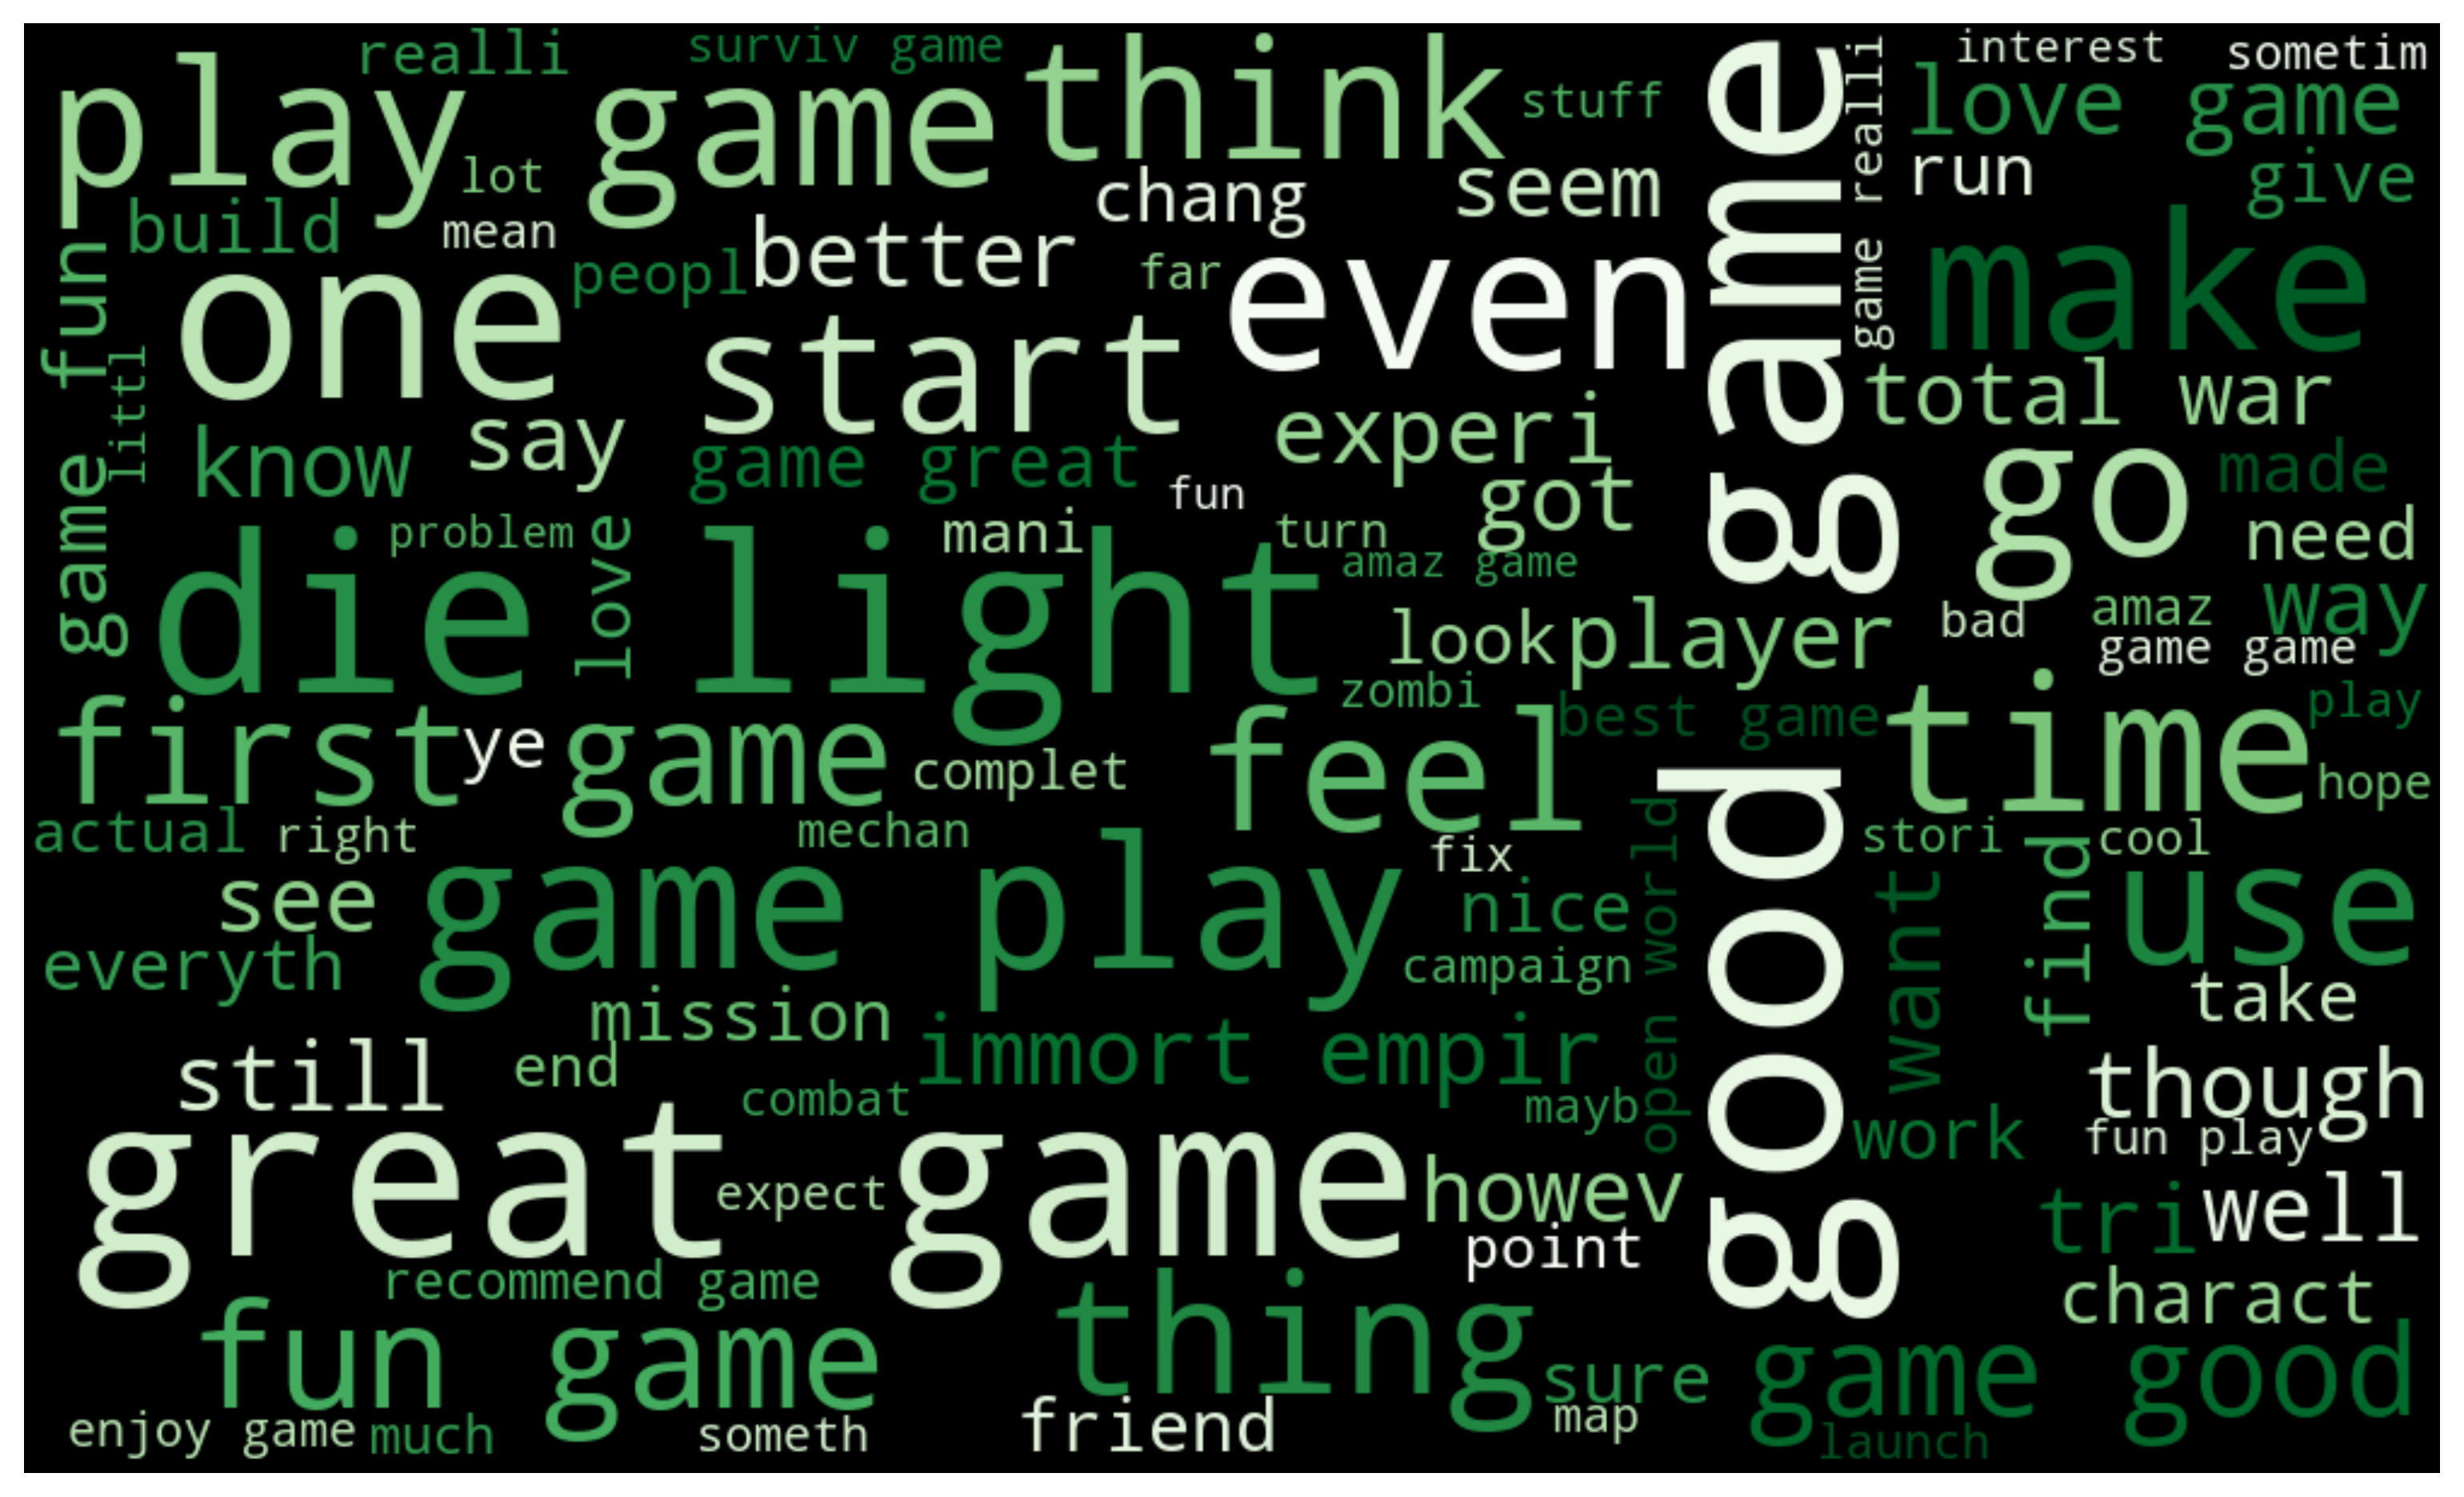 realli
surviv game
interest
sometim
play game
think
stuff
love game
game realli
lot
chang
seem
run
give
build
mean
better
peopl
far
even
make
one
start
game fun
littl
total war
know
say
game great
experi
fun
got
go
made
need
problem
love
mani
turn
amaz game
die light
look
player
bad
amaz
way
game game
zombi
best game
play
first
ye
game
complet
feel
time
hope
actual
right
mechan
fix
stori
cool
find
see
game play
nice
open world
want
use
everyth
campaign
take
mission
immort empir
still
end
combat
mayb
though
work
fun play
great game
expect
howev
good game
tri
well
point
recommend game
charact
fun game
thing
sure
game good
enjoy game
much
someth
friend
map
launch